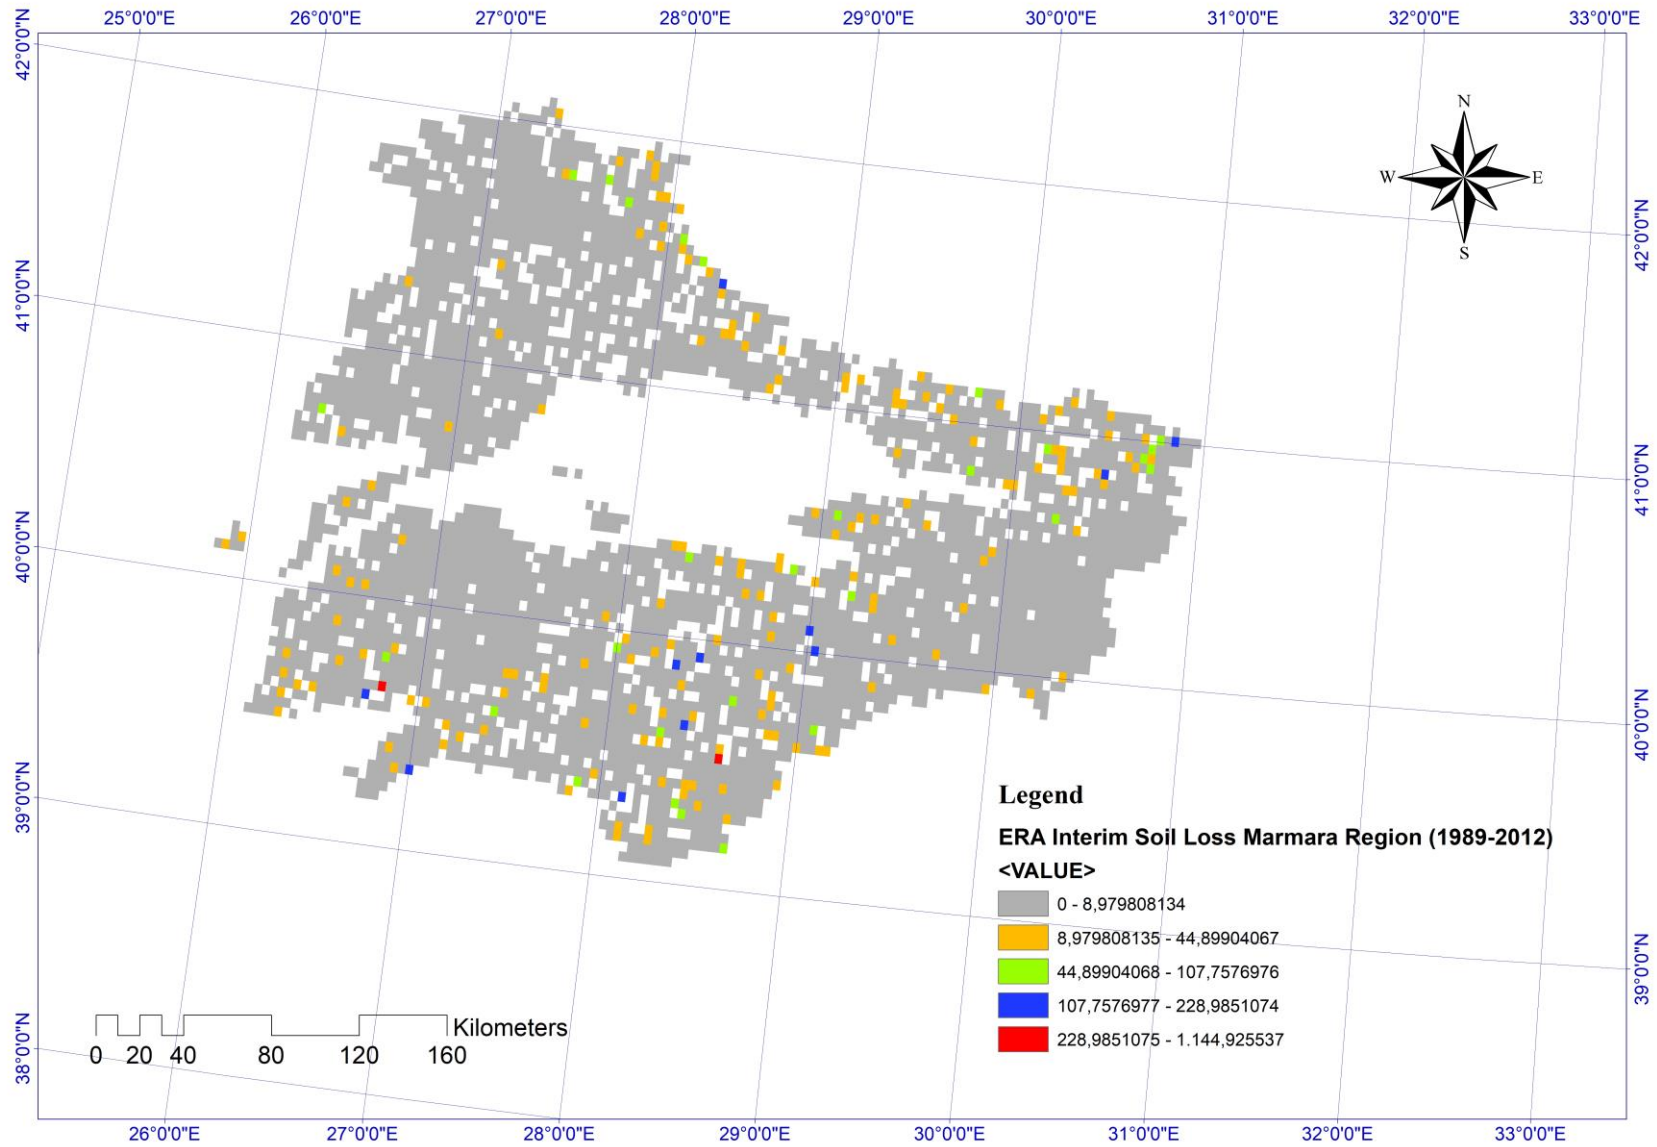 25°0'0"E 26°0'0"E 27°0'0"E 28°0'0"E 29°0'0"E 30°0'0"E 31°0'0"E 32°0'0"E 33°0'0"E
42°0'0"N
41°0'0"N
40°0'0"N
39°0'0"N
38°0'0"N
N
W E
S
42°0'0"N
41°0'0"N
40°0'0"N
39°0'0"N
Legend
ERA Interim Soil Loss Marmara Region (1989-2012)
<VALUE>
0 - 8,979808134
8,979808135 - 44,89904067
44,89904068 - 107,7576976
107,7576977 - 228,9851074
228,9851075 - 1.144,925537
Kilometers
0 20 40 80 120 160
26°0'0"E 27°0'0"E 28°0'0"E 29°0'0"E 30°0'0"E 31°0'0"E 32°0'0"E 33°0'0"E